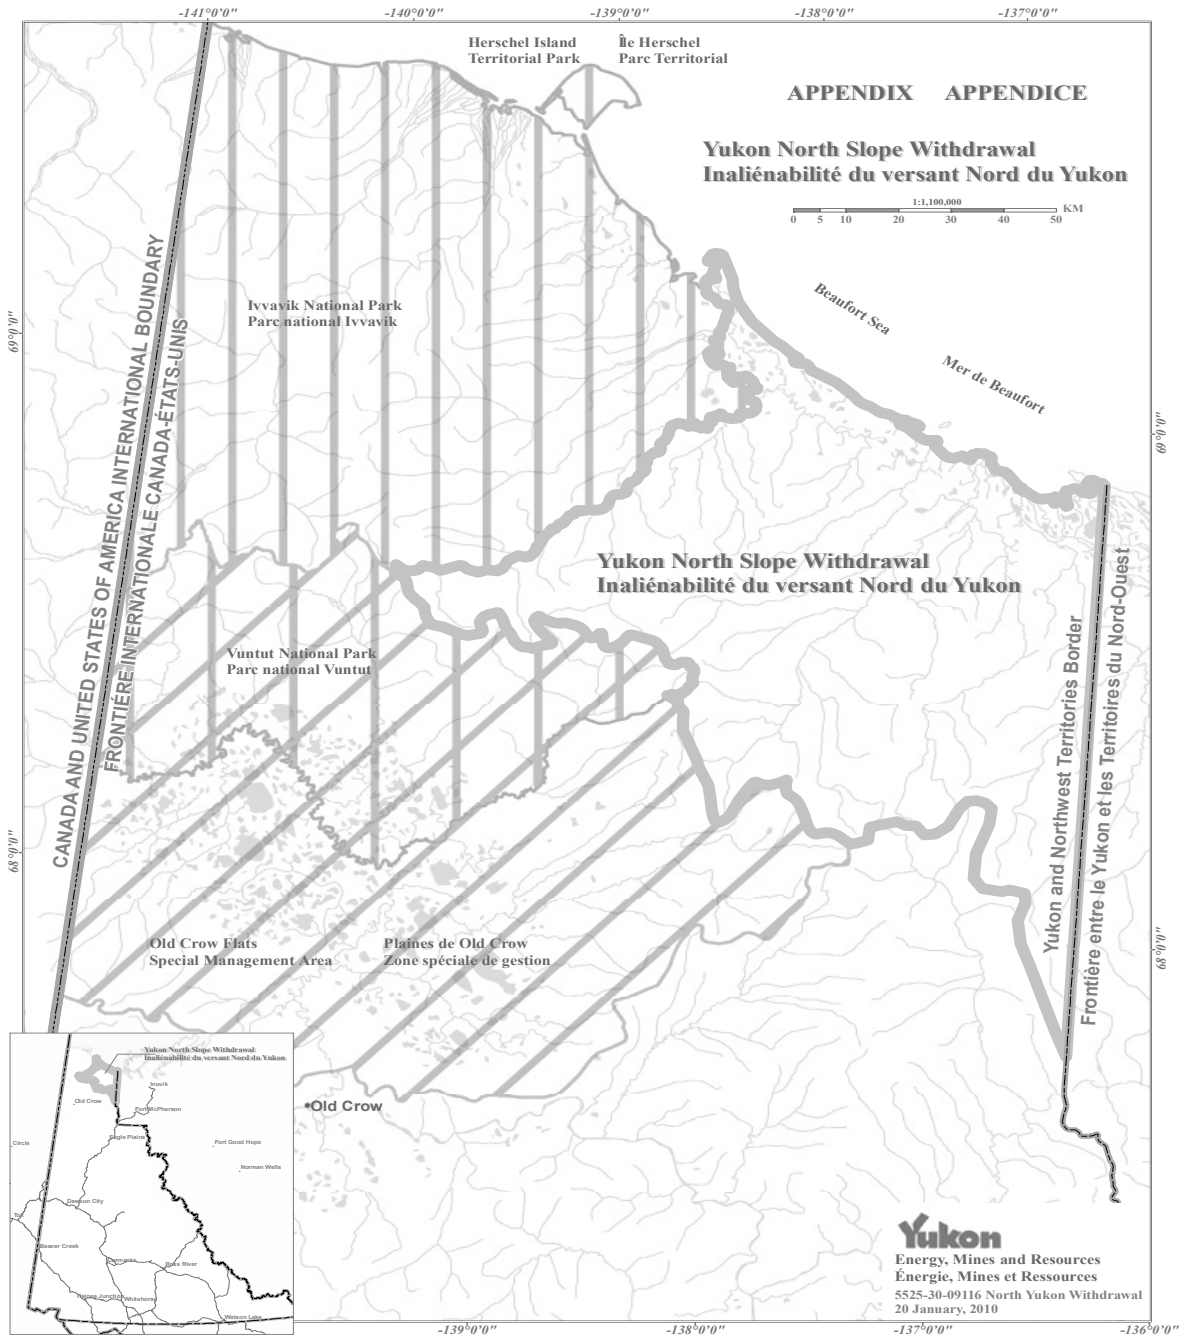 -141°0'0"
-140°0'0"
-139°0'0"
-138°0'0"
-137°0'0"
Herschel Island
Territorial Park
Île Herschel
Parc Territorial
APPENDIX APPENDICE
Yukon North Slope Withdrawal
Inaliénabilité du versant Nord du Yukon
1:1,100,000
0 5 10 20 30 40 50 KM
CANADA AND UNITED STATES OF AMERICA INTERNATIONAL BOUNDARY
FRONTIÈRE INTERNATIONALE CANADA-ÉTATS-UNIS
Ivvavik National Park
Parc national Ivvavik
Beaufort Sea
Mer de Beaufort
69°0'0"
69°0'0"
Yukon North Slope Withdrawal
Inaliénabilité du versant Nord du Yukon
Yukon and Northwest Territories Border
Frontière entre le Yukon et les Territoires du Nord-Ouest
Vuntut National Park
Parc national Vuntut
68°0'0"
68°0'0"
Old Crow Flats
Special Management Area
Plaines de Old Crow
Zone spéciale de gestion
Old Crow
Yukon North Slope Withdrawal
Inaliénabilité du versant Nord du Yukon
Inuvik
Old Crow
Fort McPherson
Eagle Plains
Circle
Fort Good Hope
Norman Wells
Dawson City
Tok
Beaver Creek
Carmacks
Ross River
Haines Junction
Whitehorse
Watson Lake
Yukon
Energy, Mines and Resources
Énergie, Mines et Ressources
5525-30-09116 North Yukon Withdrawal
20 January, 2010
-139°0'0"
-138°0'0"
-137°0'0"
-136°0'0"